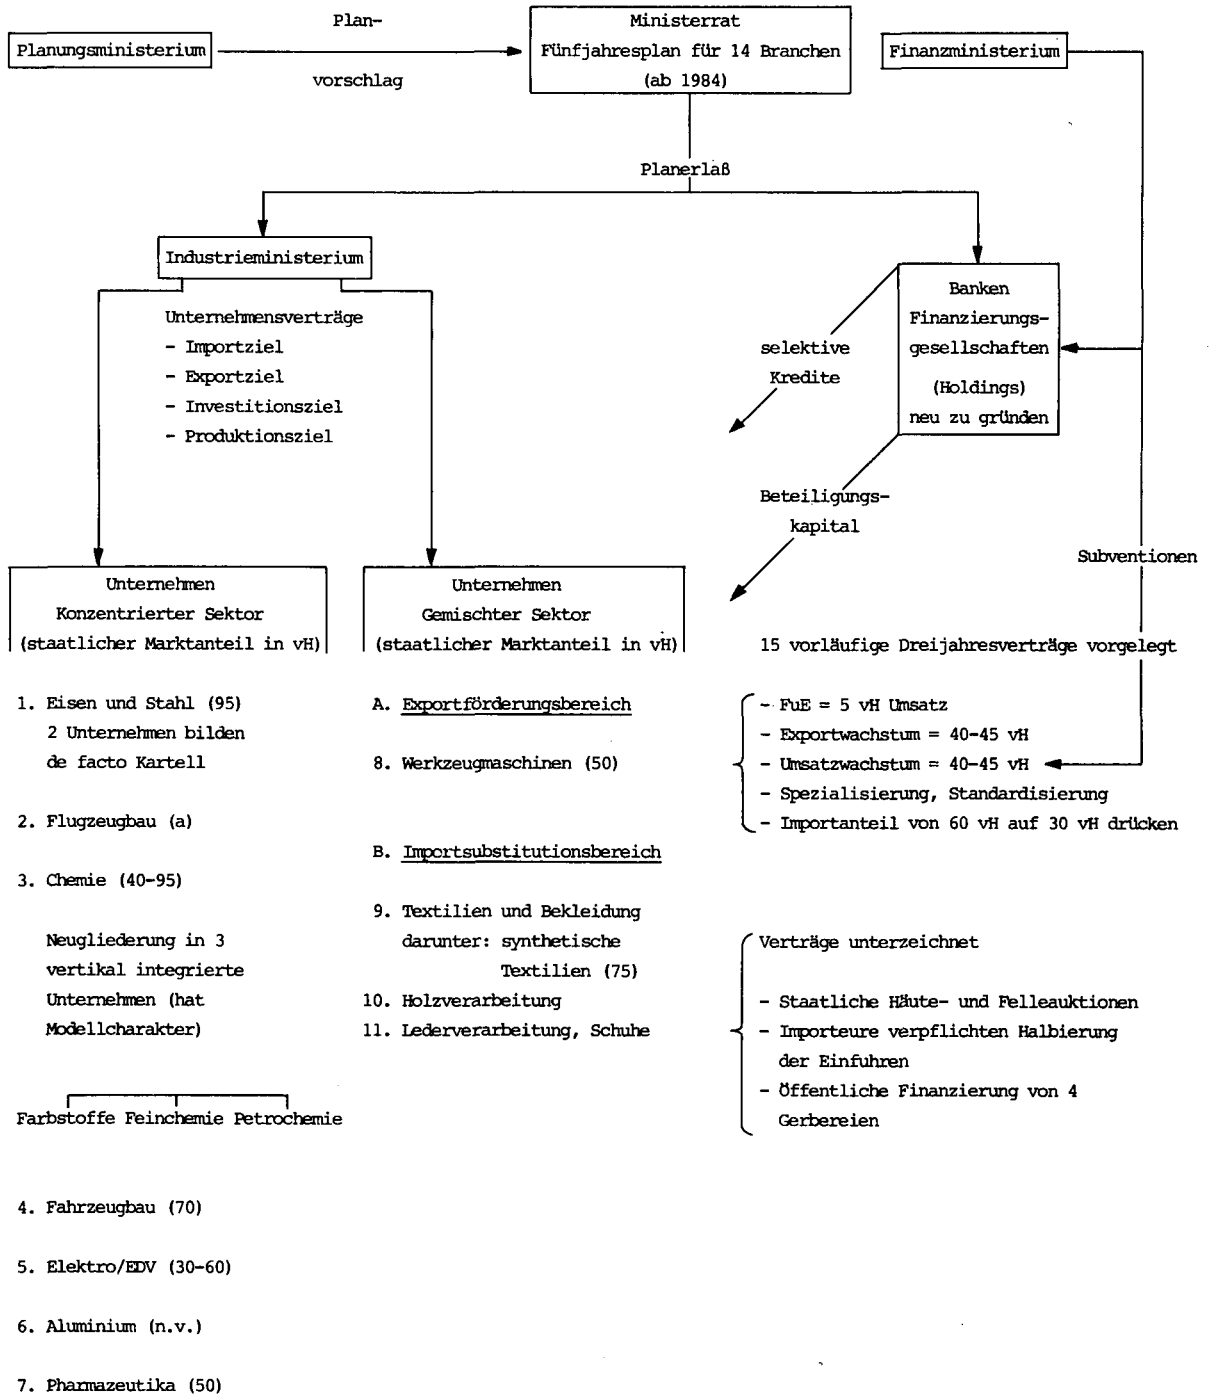 Plan-
Planungsministerium
vorschlag
Ministerrat
Fünfjahresplan für 14 Branchen
(ab 1984)
Finanzministerium
Planerlaß
Industrieministerium
Unternehmensverträge
- Importziel
- Exportziel
- Investitionsziel
- Produktionsziel
Banken
Finanzierungs-
gesellschaften
(Holdings)
neu zu gründen
selektive
Kredite
Beteiligungs-
kapital
Subventionen
Unternehmen
Konzentrierter Sektor
(staatlicher Marktanteil in vH)
1. Eisen und Stahl (95)
2 Unternehmen bilden
de facto Kartell
2. Flugzeugbau (a)
3. Chemie (40-95)
Neugliederung in 3
vertikal integrierte
Unternehmen (hat
Modellcharakter)
Farbstoffe Feinchemie Petrochemie
4. Fahrzeugbau (70)
5. Elektro/EDV (30-60)
6. Aluminium (n.v.)
7. Pharmazeutika (50)
Unternehmen
Gemischter Sektor
(staatlicher Marktanteil in vH)
A. Exportförderungsbereich
8. Werkzeugmaschinen (50)
B. Importsubstitutionsbereich
9. Textilien und Bekleidung
darunter: synthetische
Textilien (75)
10. Holzverarbeitung
11. Lederverarbeitung, Schuhe
15 vorläufige Dreijahresverträge vorgelegt
- FuE = 5 vH Umsatz
- Exportwachstum = 40-45 vH
- Umsatzwachstum = 40-45 vH
- Spezialisierung, Standardisierung
- Importanteil von 60 vH auf 30 vH drücken
Verträge unterzeichnet
- Staatliche Häute- und Felleauktionen
- Importeure verpflichten Halbierung
der Einfuhren
- Öffentliche Finanzierung von 4
Gerbereien